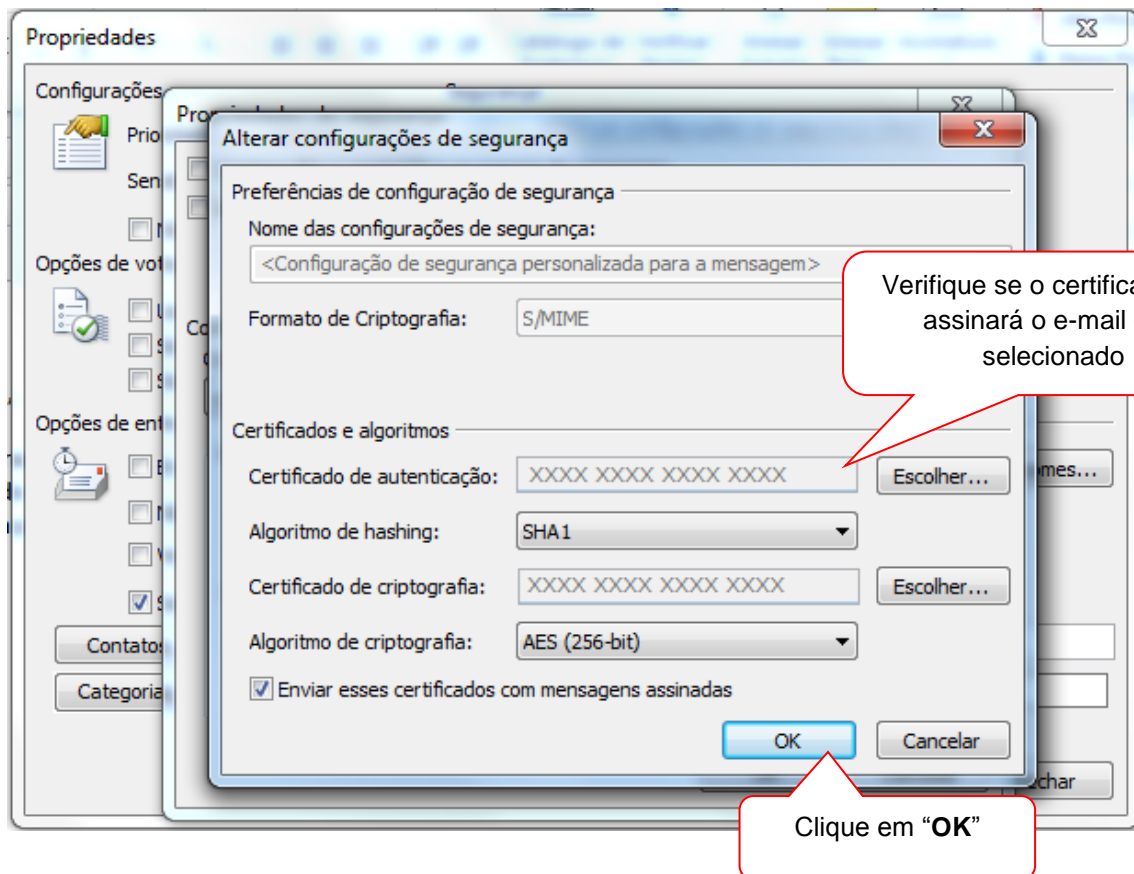 Propriedades
Configurações
Prio
Sen
Opções de vot
Opções de ent
Contatos
Categoria
Alterar configurações de segurança
Preferências de configuração de segurança
Nome das configurações de segurança:
<Configuração de segurança personalizada para a mensagem>
Formato de Criptografia: S/MIME
Verifique se o certifica
assinará o e-mail
selecionado
Certificados e algoritmos
Certificado de autenticação: XXXX XXXX XXXX XXXX Escolher...
omes...
Algoritmo de hashing: SHA1
Certificado de criptografia: XXXX XXXX XXXX XXXX Escolher...
Algoritmo de criptografia: AES (256-bit)
Enviar esses certificados com mensagens assinadas
OK Cancelar
echar
Clique em “OK”